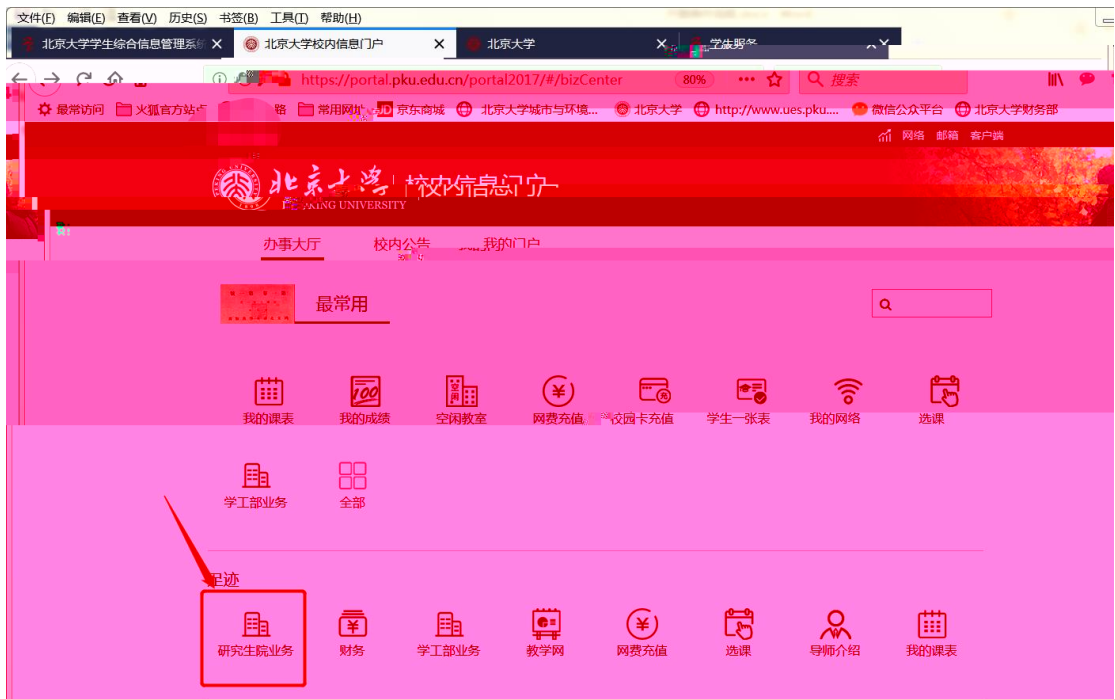 文件(F) 编辑(E) 查看(V) 历史(S) 书签(B) 工具(T) 帮助(H)
北京大学学生综合信息管理系统 北京大学校内信息门户 北京大学 学生服务
https://portal.pku.edu.cn/portal2017/#/bizCenter 80% 搜索
最常访问 火狐官方站点 路 常用网址 京东商城 北京大学城市与环境... 北京大学 http://www.ues.pku.... 微信公众平台 北京大学财务部
网络 邮箱 客户端
北京大学 校内信息门户
PEKING UNIVERSITY
办事大厅 校内公告 我的门户
最常用
我的课表 我的成绩 空闲教室 网费充值 校园卡充值 学生一张表 我的网络 选课
学工部业务 全部
足迹
研究生院业务 财务 学工部业务 教学网 网费充值 选课 导师介绍 我的课表